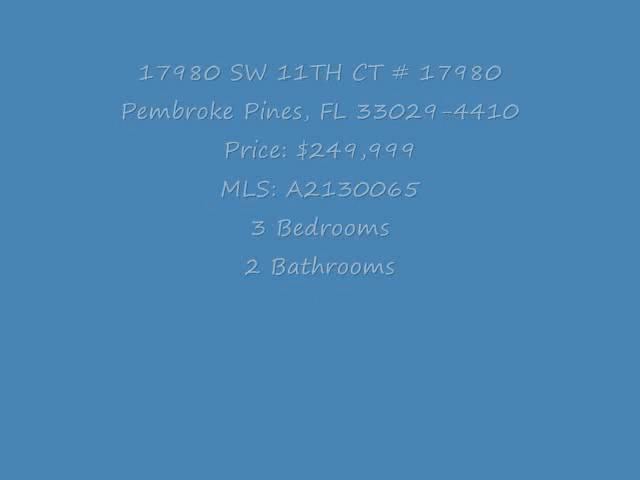 17980 SW 11TH CT # 17980
Pembroke Pines, FL 33029-4410
Price: $249,999
MLS: A2130065
3 Bedrooms
2 Bathrooms